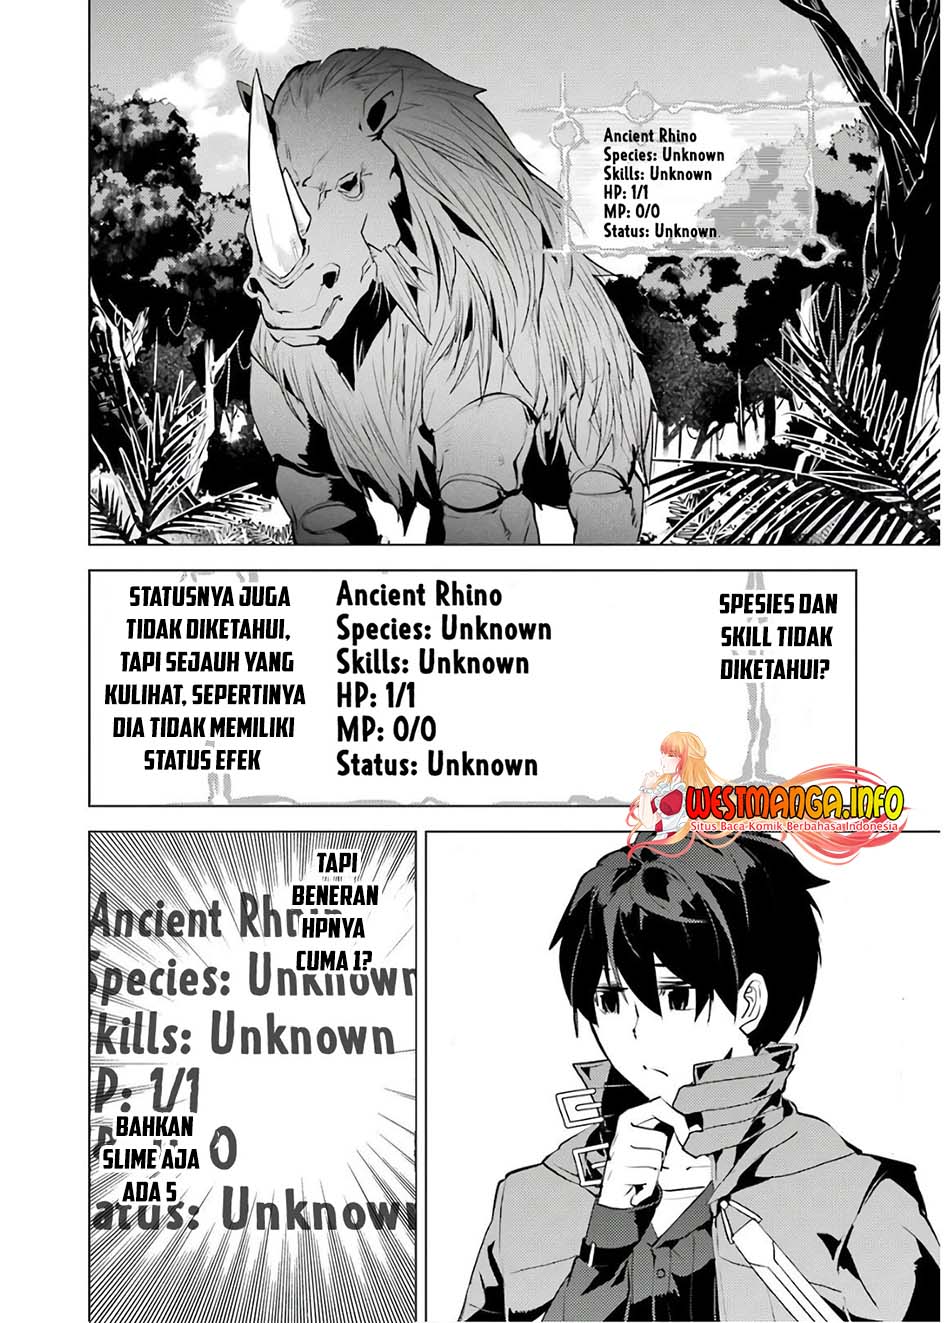 Ancient Rhino
Species: Unknown
Skills: Unknown
HP: 1/1
MP: 0/0
Status: Unknown
SPESIES DAN
SKILL TIDAK
DIKETAHUI?
Ancient Rhino
Species: Unknown
Skills: Unknown
HP: 1/1
MP: 0/0
Status: Unknown
STATUSNYA JUGA
TIDAK DIKETAHUI,
TAPI SEJAUH YANG
KULIHAT, SEPERTINYA
DIA TIDAK MEMILIKI
STATUS EFEK
WESTMANGA.INFO
Situs Baca Komik Berbahasa Indonesia
TAPI
BENERAN
HPNYA
CUMA 1?
Ancient Rhino
Species: Unknown
kills: Unknown
P: 1/1
0
atus: Unknown
BAHKAN
SLIME AJA
ADA 5